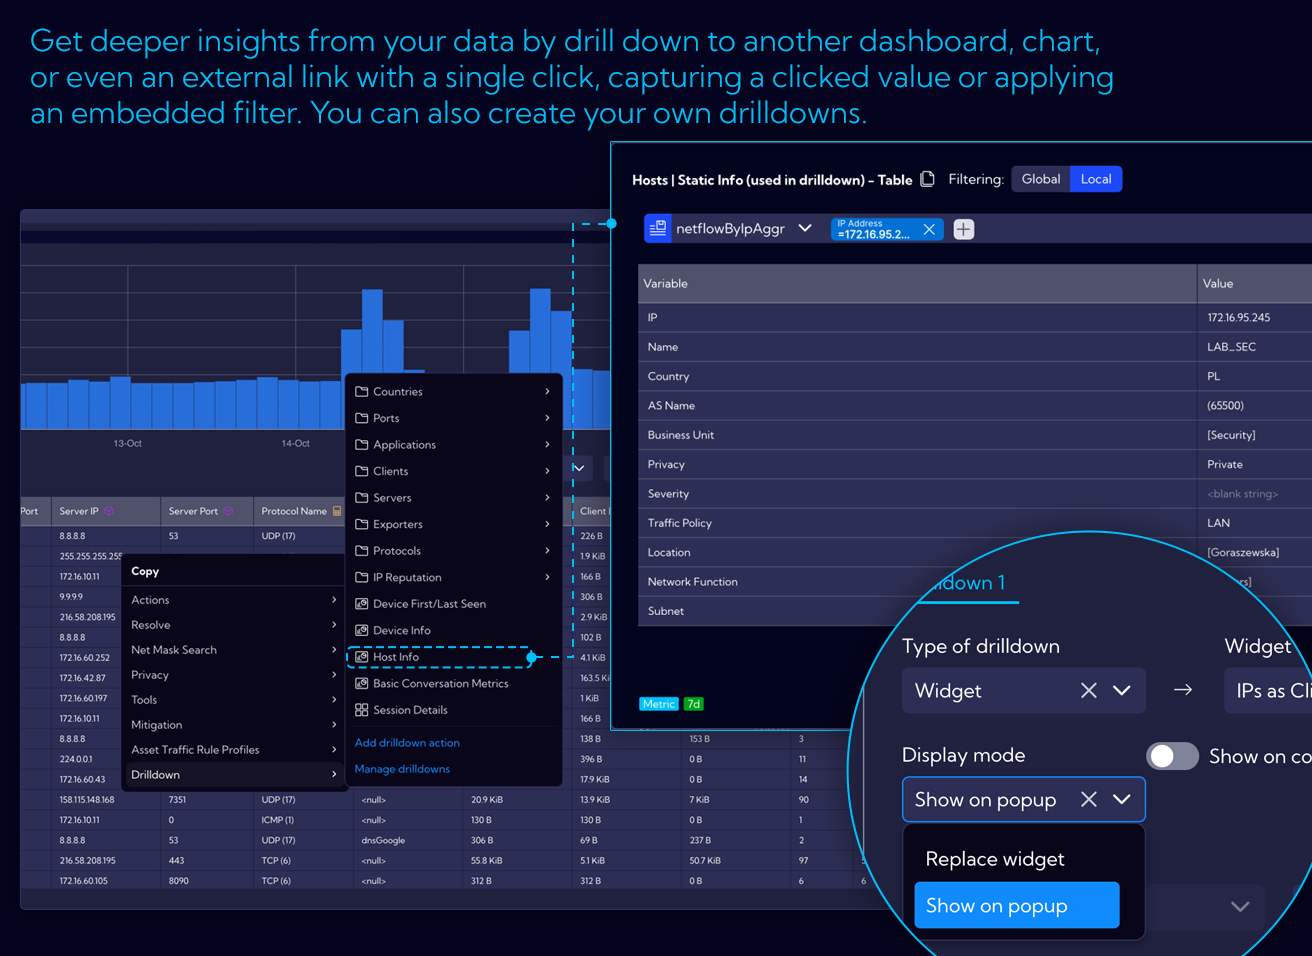 Get deeper insights from your data by drill down to another dashboard, chart,
or even an external link with a single click, capturing a clicked value or applying
an embedded filter. You can also create your own drilldowns.
Hosts | Static Info (used in drilldown) - Table Filtering: Global Local
netflowByIpAggr IP Address =172.16.95.2...
Variable Value
IP 172.16.95.245
Name LAB_SEC
Country PL
AS Name (65500)
Business Unit [Security]
Privacy Private
Severity <blank string>
Traffic Policy LAN
Location [Goraszewska]
Network Function
Subnet
Metric 7d
13-Oct 14-Oct
Port Server IP Server Port Protocol Name Client
8.8.8.8 53 UDP (17) 226 B
255.255.255.255 1.9 KiB
172.16.10.11 166 B
9.9.9.9 306 B
216.58.208.195 2.9 KiB
8.8.8.8 102 B
172.16.60.252 4.1 KiB
172.16.42.87 163.5
172.16.60.197 1 KiB
172.16.10.11 166 B
8.8.8.8 138 B 153 B 3
224.0.0.1 396 B 0 B 11
172.16.60.43 17.9 KiB 0 B 14
158.115.148.168 7351 UDP (17) <null> 20.9 KiB 13.9 KiB 7 KiB 90
172.16.10.11 0 ICMP (1) <null> 130 B 130 B 0 B 1
8.8.8.8 53 UDP (17) dnsGoogle 306 B 69 B 237 B 2
216.58.208.195 443 TCP (6) <null> 55.8 KiB 5.1 KiB 50.7 KiB 97
172.16.60.105 8090 TCP (6) <null> 312 B 312 B 0 B 6 6
Copy
Actions
Resolve
Net Mask Search
Privacy
Tools
Mitigation
Asset Traffic Rule Profiles
Drilldown
Countries
Ports
Applications
Clients
Servers
Exporters
Protocols
IP Reputation
Device First/Last Seen
Device Info
Host Info
Basic Conversation Metrics
Session Details
Add drilldown action
Manage drilldowns
down 1
Type of drilldown Widget
Widget → IPs as Cli
Display mode Show on co
Show on popup
Replace widget
Show on popup